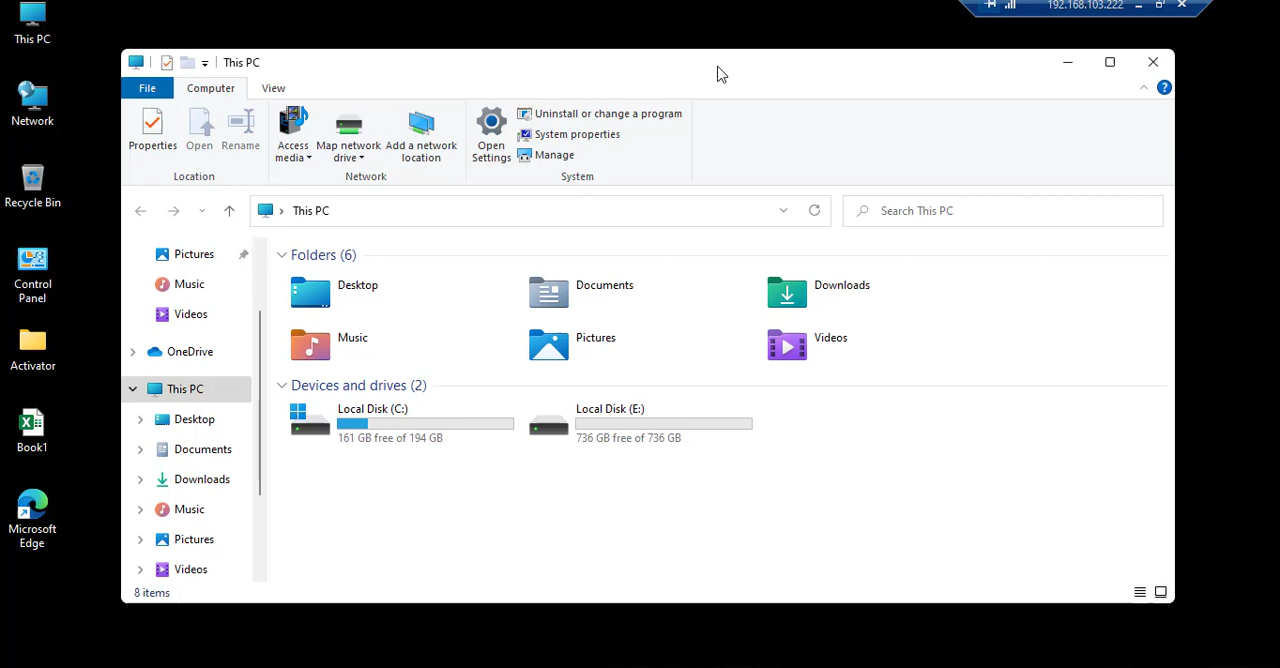 192.168.103.222
This PC
Network
Recycle Bin
Control
Panel
Activator
Book1
Microsoft
Edge
This PC
File
Computer
View
Properties
Open
Rename
Location
Access
media
Map network
drive
Add a network
location
Network
Open
Settings
Uninstall or change a program
System properties
Manage
System
This PC
Search This PC
Pictures
Music
Videos
OneDrive
This PC
Desktop
Documents
Downloads
Music
Pictures
Videos
Folders (6)
Desktop
Documents
Downloads
Music
Pictures
Videos
Devices and drives (2)
Local Disk (C:)
161 GB free of 194 GB
Local Disk (E:)
736 GB free of 736 GB
8 items